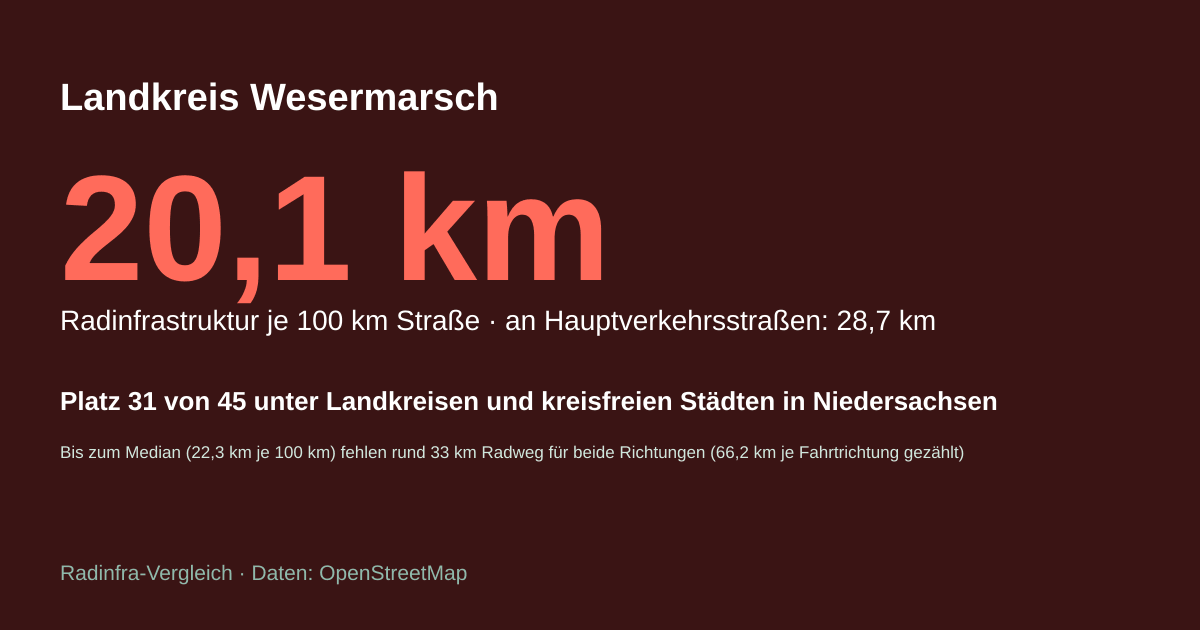 Landkreis Wesermarsch
20,1 km
Radinfrastruktur je 100 km Straße · an Hauptverkehrsstraßen: 28,7 km
Platz 31 von 45 unter Landkreisen und kreisfreien Städten in Niedersachsen
Bis zum Median (22,3 km je 100 km) fehlen rund 33 km Radweg für beide Richtungen (66,2 km je Fahrtrichtung gezählt)
Radinfra-Vergleich · Daten: OpenStreetMap